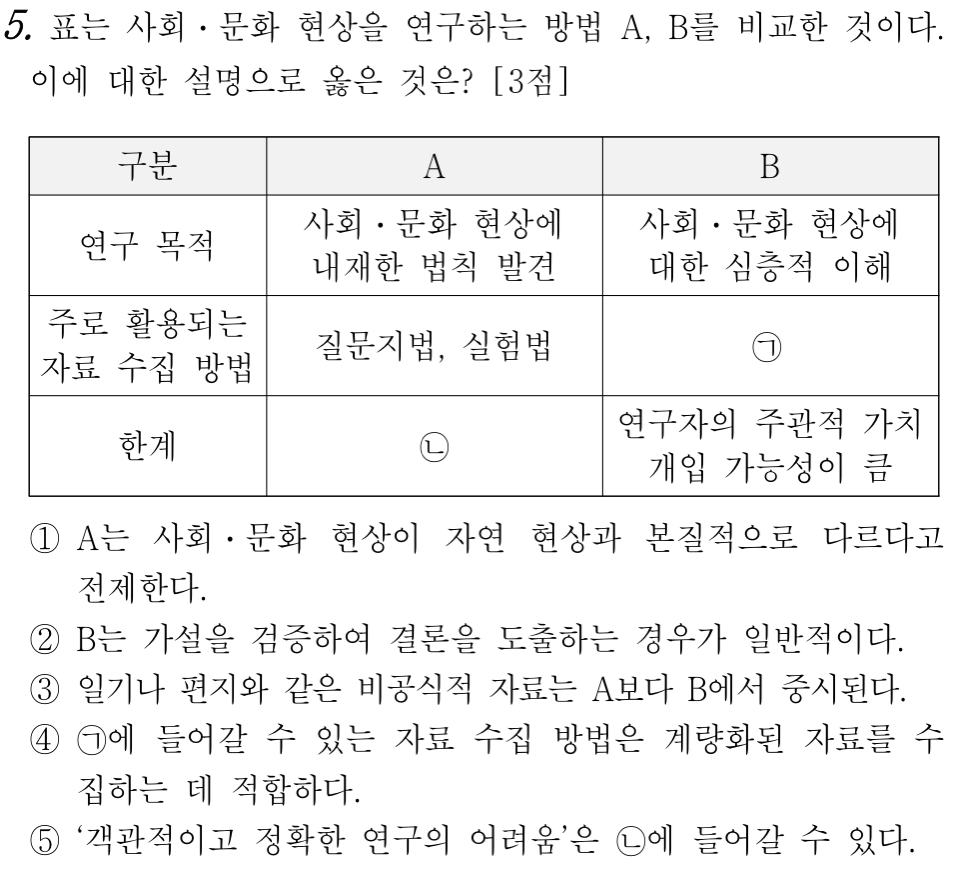 5. 표는 사회·문화 현상을 연구하는 방법 A, B를 비교한 것이다.
이에 대한 설명으로 옳은 것은? [3점]
구분 A B
연구 목적 사회·문화 현상에 내재한 법칙 발견 사회·문화 현상에 대한 심층적 이해
주로 활용되는 자료 수집 방법 질문지법, 실험법 ㉠
한계 ㉡ 연구자의 주관적 가치 개입 가능성이 큼
① A는 사회·문화 현상이 자연 현상과 본질적으로 다르다고
전제한다.
② B는 가설을 검증하여 결론을 도출하는 경우가 일반적이다.
③ 일기나 편지와 같은 비공식적 자료는 A보다 B에서 중시된다.
④ ㉠에 들어갈 수 있는 자료 수집 방법은 계량화된 자료를 수
집하는 데 적합하다.
⑤ ‘객관적이고 정확한 연구의 어려움’은 ㉡에 들어갈 수 있다.